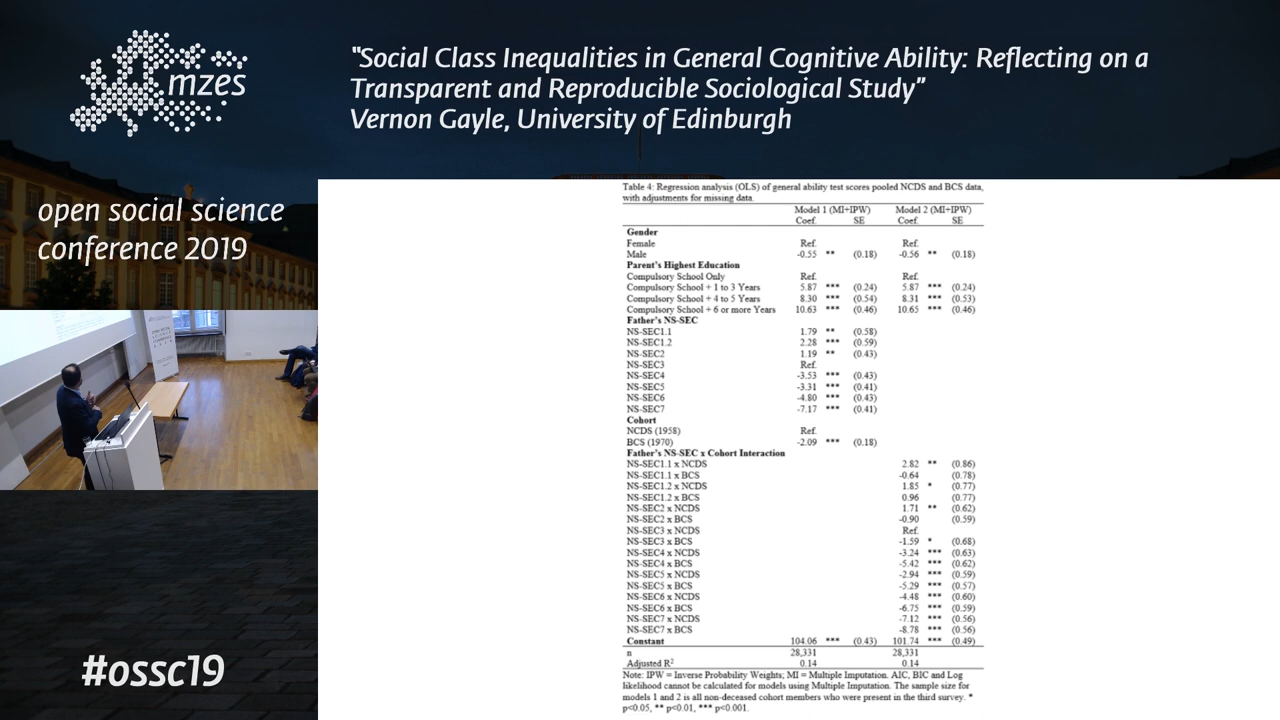 mzes
"Social Class Inequalities in General Cognitive Ability: Reflecting on a
Transparent and Reproducible Sociological Study"
Vernon Gayle, University of Edinburgh
open social science
conference 2019
#ossc19
Table 4: Regression analysis (OLS) of general ability test scores pooled NCDS and BCS data,
with adjustments for missing data.
Model 1 (MI+IPW) Model 2 (MI+IPW)
Coef. SE Coef. SE
Gender
Female Ref. Ref.
Male -0.55 ** (0.18) -0.56 ** (0.18)
Parent's Highest Education
Compulsory School Only Ref. Ref.
Compulsory School + 1 to 3 Years 5.87 *** (0.24) 5.87 *** (0.24)
Compulsory School + 4 to 5 Years 8.30 *** (0.54) 8.31 *** (0.53)
Compulsory School + 6 or more Years 10.63 *** (0.46) 10.65 *** (0.46)
Father's NS-SEC
NS-SEC1.1 1.79 ** (0.58)
NS-SEC1.2 2.28 *** (0.59)
NS-SEC2 1.19 ** (0.43)
NS-SEC3 Ref.
NS-SEC4 -3.53 *** (0.43)
NS-SEC5 -3.31 *** (0.41)
NS-SEC6 -4.80 *** (0.43)
NS-SEC7 -7.17 *** (0.41)
Cohort
NCDS (1958) Ref.
BCS (1970) -2.09 *** (0.18)
Father's NS-SEC x Cohort Interaction
NS-SEC1.1 x NCDS 2.82 ** (0.86)
NS-SEC1.1 x BCS -0.64 (0.78)
NS-SEC1.2 x NCDS 1.85 * (0.77)
NS-SEC1.2 x BCS 0.96 (0.77)
NS-SEC2 x NCDS 1.71 ** (0.62)
NS-SEC2 x BCS -0.90 (0.59)
NS-SEC3 x NCDS Ref.
NS-SEC3 x BCS -1.59 * (0.68)
NS-SEC4 x NCDS -3.24 *** (0.63)
NS-SEC4 x BCS -5.42 *** (0.62)
NS-SEC5 x NCDS -2.94 *** (0.59)
NS-SEC5 x BCS -5.29 *** (0.57)
NS-SEC6 x NCDS -4.48 *** (0.60)
NS-SEC6 x BCS -6.75 *** (0.59)
NS-SEC7 x NCDS -7.12 *** (0.56)
NS-SEC7 x BCS -8.78 *** (0.56)
Constant 104.06 *** (0.43) 101.74 *** (0.49)
n 28,331 28,331
Adjusted R² 0.14 0.14
Note: IPW = Inverse Probability Weights; MI = Multiple Imputation. AIC, BIC and Log
likelihood cannot be calculated for models using Multiple Imputation. The sample size for
models 1 and 2 is all non-deceased cohort members who were present in the third survey. *
p<0.05, ** p<0.01, *** p<0.001.